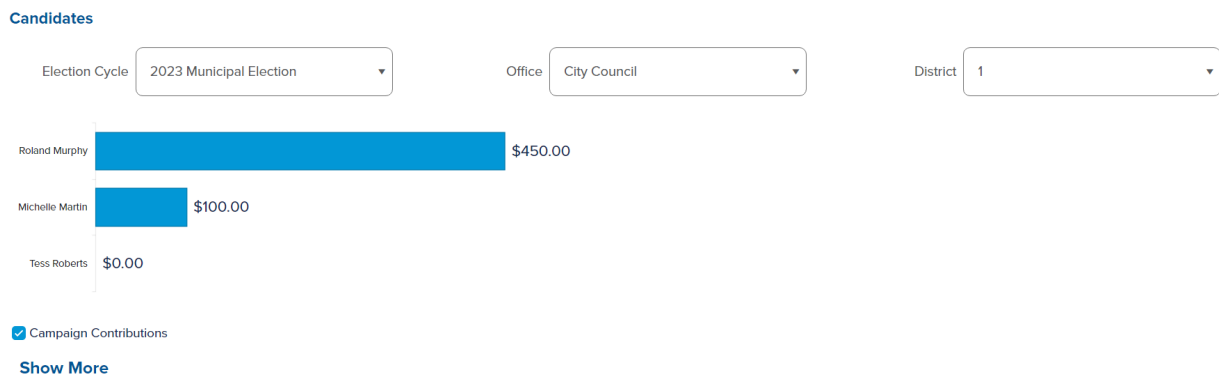 Candidates
Election Cycle 2023 Municipal Election Office City Council District 1
Roland Murphy $450.00
Michelle Martin $100.00
Tess Roberts $0.00
Campaign Contributions
Show More